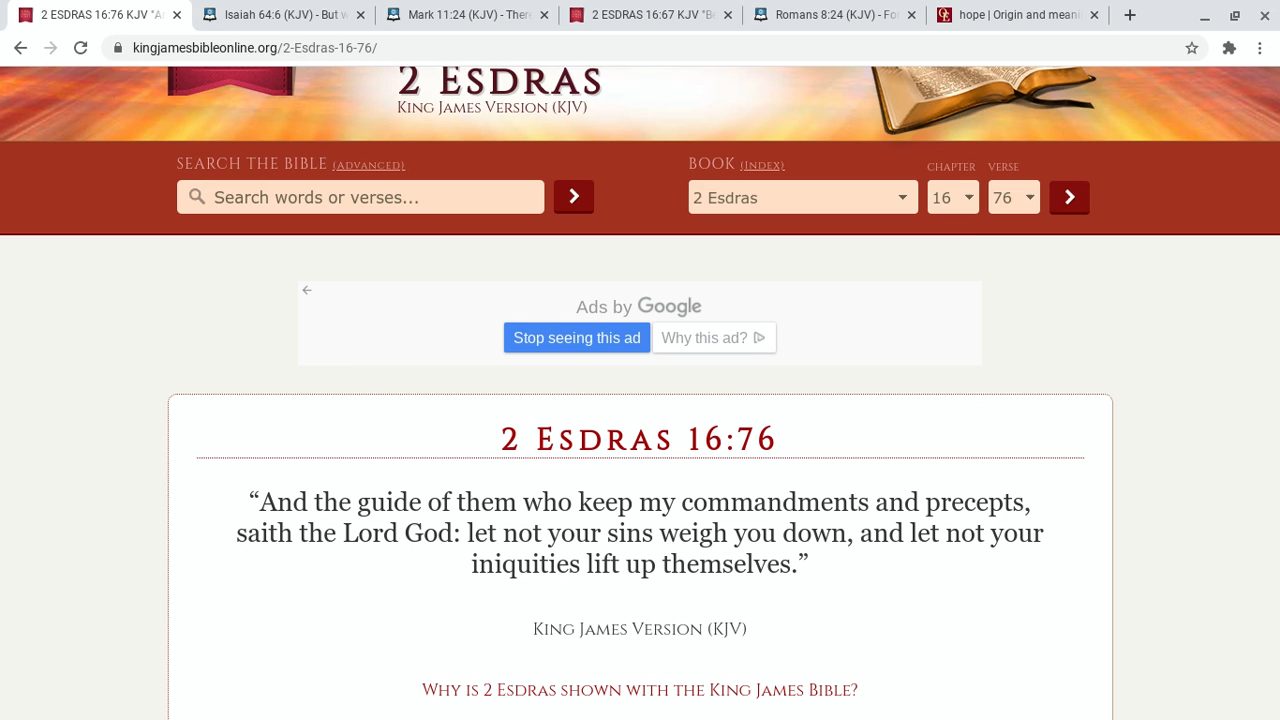 2 ESDRAS 16:76 KJV "A
Isaiah 64:6 (KJV) - But w
Mark 11:24 (KJV) - There
2 ESDRAS 16:67 KJV "Be
Romans 8:24 (KJV) - For
hope | Origin and meani
kingjamesbibleonline.org/2-Esdras-16-76/
2 Esdras
King James Version (KJV)
SEARCH THE BIBLE (Advanced)
BOOK (Index)
CHAPTER
VERSE
Search words or verses...
2 Esdras
16
76
Ads by Google
Stop seeing this ad
Why this ad?
2 Esdras 16:76
“And the guide of them who keep my commandments and precepts,
saith the Lord God: let not your sins weigh you down, and let not your
iniquities lift up themselves.”
King James Version (KJV)
Why is 2 Esdras shown with the King James Bible?